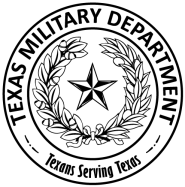 TEXAS MILITARY DEPARTMENT
Texans Serving Texas